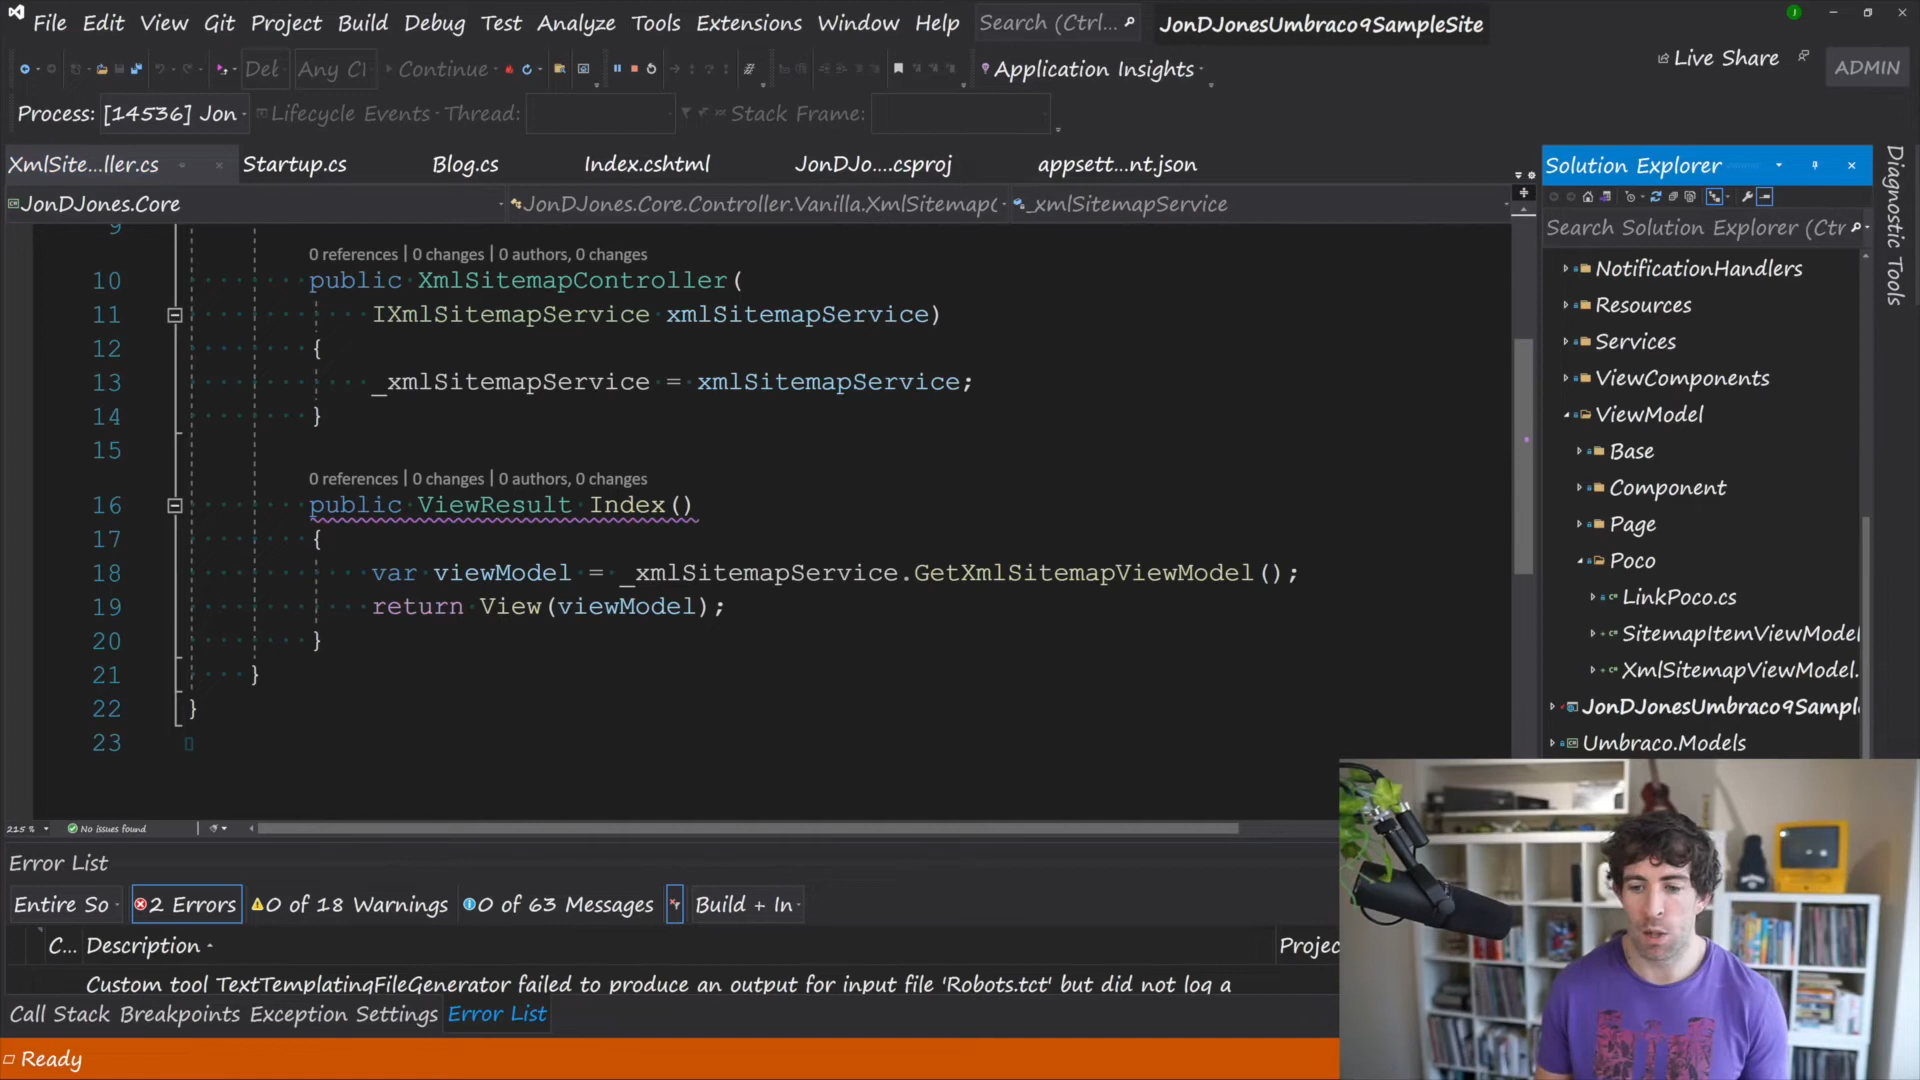 File Edit View Git Project Build Debug Test Analyze Tools Extensions Window Help Search (Ctrl... JonDJonesUmbraco9SampleSite
Continue Application Insights Live Share ADMIN
Process: [14536] Jon Lifecycle Events Thread: Stack Frame:
XmlSite...ller.cs Startup.cs Blog.cs Index.cshtml JonDJo....csproj appsett...nt.json
JonDJones.Core JonDJones.Core.Controller.Vanilla.XmlSitemap( _xmlSitemapService
9
0 references | 0 changes | 0 authors, 0 changes
10 public XmlSitemapController(
11 IXmlSitemapService xmlSitemapService)
12 {
13 _xmlSitemapService = xmlSitemapService;
14 }
15
0 references | 0 changes | 0 authors, 0 changes
16 public ViewResult Index()
17 {
18 var viewModel = _xmlSitemapService.GetXmlSitemapViewModel();
19 return View(viewModel);
20 }
21 }
22 }
23
215 % No issues found
Solution Explorer
Search Solution Explorer (Ctr
NotificationHandlers
Resources
Services
ViewComponents
ViewModel
Base
Component
Page
Poco
LinkPoco.cs
SitemapItemViewModel
XmlSitemapViewModel.
JonDJonesUmbraco9Sampl
Umbraco.Models
Diagnostic Tools
Error List
Entire So 2 Errors 0 of 18 Warnings 0 of 63 Messages Build + In
C... Description Projec
Custom tool TextTemplatingFileGenerator failed to produce an output for input file 'Robots.tct' but did not log a
Call Stack Breakpoints Exception Settings Error List
Ready